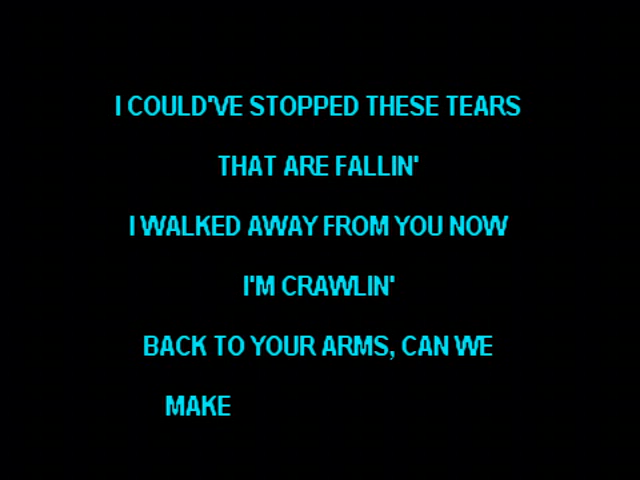 I COULD'VE STOPPED THESE TEARS
THAT ARE FALLIN'
I WALKED AWAY FROM YOU NOW
I'M CRAWLIN'
BACK TO YOUR ARMS, CAN WE
MAKE